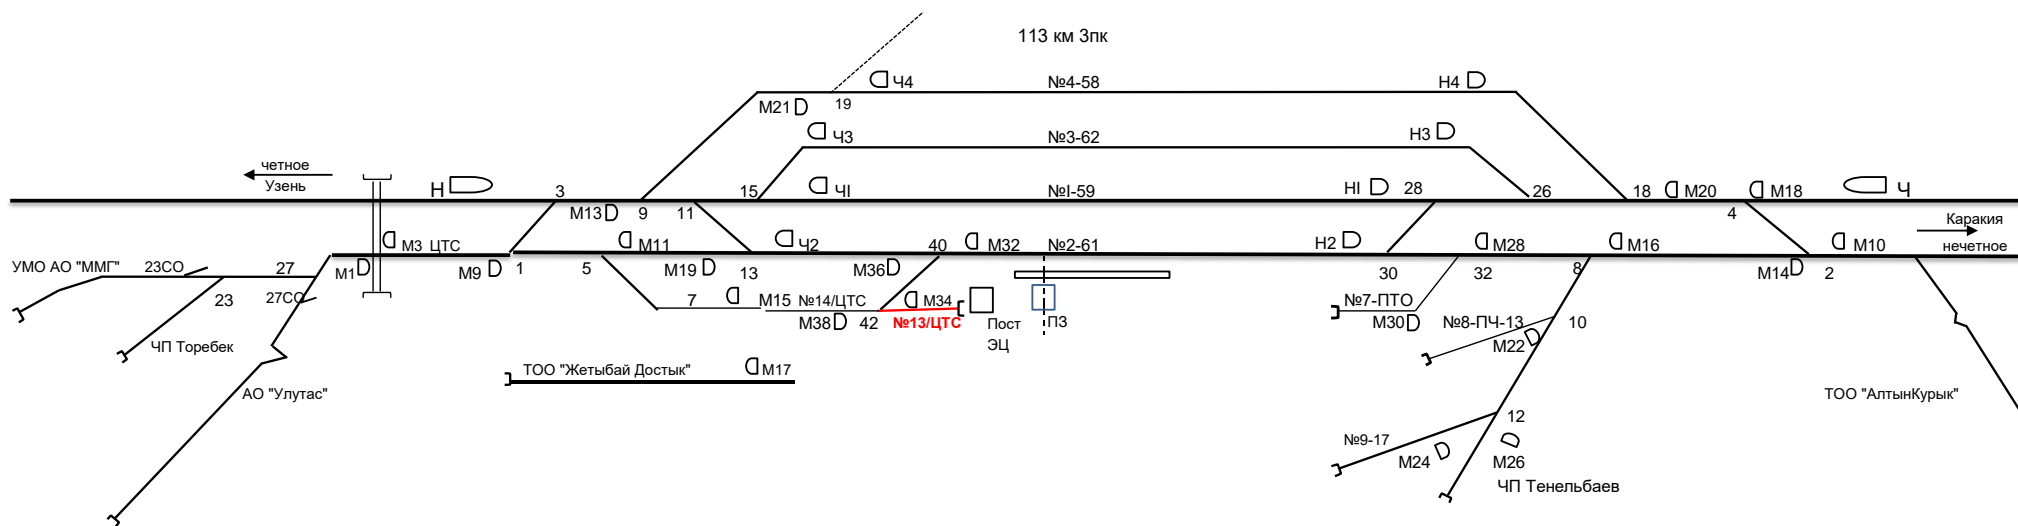 113 км 3пк
Ч4
№4-58
Н4
М21
19
Ч3
№3-62
Н3
четное
Узень
Н
3
15
ЧI
№I-59
НI
28
26
18
М20
М18
Ч
М13
9
11
4
Каракия
нечетное
М3 ЦТС
М11
Ч2
40
М32
№2-61
Н2
М28
М16
М10
УМО АО "ММГ"
23СО
27
М1
М9
1
5
М19
13
М36
30
32
8
М14
2
23
27СО
7
М15
№14/ЦТС
М34
№7-ПТО
М38
42
№13/ЦТС
Пост
ЭЦ
ПЗ
М30
№8-ПЧ-13
10
М22
ЧП Торебек
ТОО "Жетыбай Достык"
М17
АО "Улутас"
ТОО "АлтынКурык"
12
№9-17
М24
М26
ЧП Тенельбаев